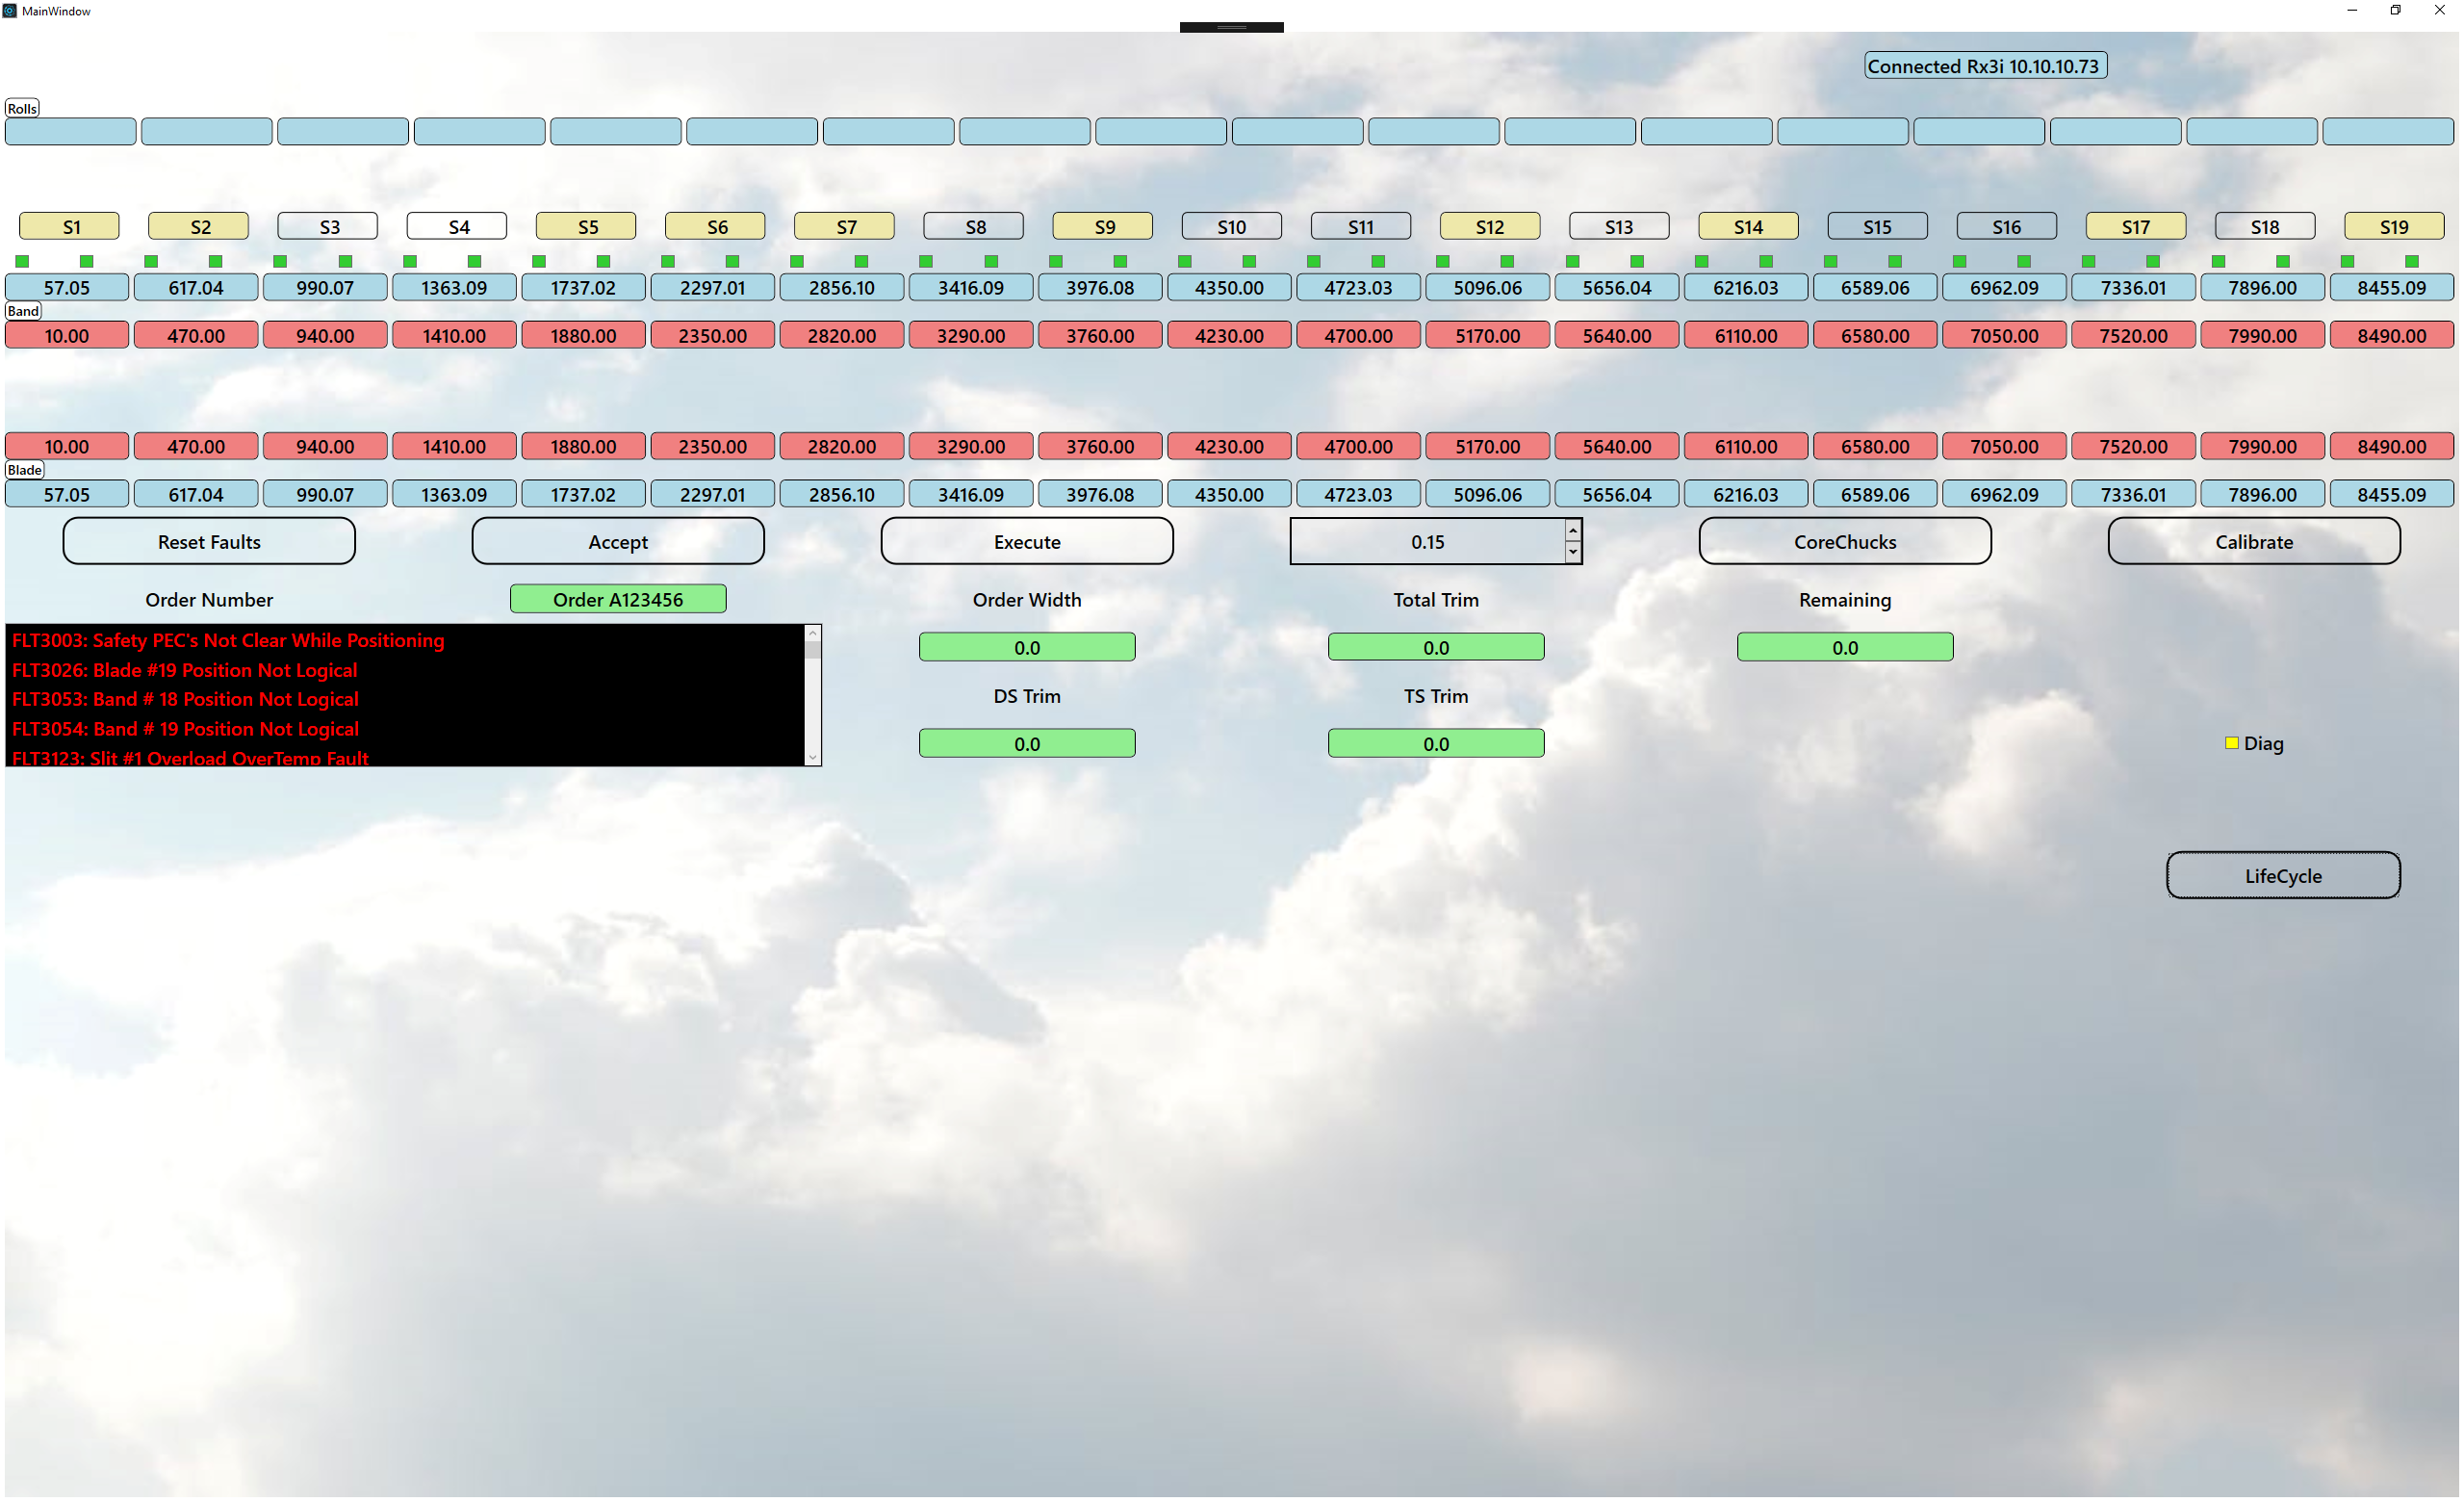 MainWindow
Connected Rx3i 10.10.10.73
Rolls
S1 S2 S3 S4 S5 S6 S7 S8 S9 S10 S11 S12 S13 S14 S15 S16 S17 S18 S19
57.05 617.04 990.07 1363.09 1737.02 2297.01 2856.10 3416.09 3976.08 4350.00 4723.03 5096.06 5656.04 6216.03 6589.06 6962.09 7336.01 7896.00 8455.09
Band
10.00 470.00 940.00 1410.00 1880.00 2350.00 2820.00 3290.00 3760.00 4230.00 4700.00 5170.00 5640.00 6110.00 6580.00 7050.00 7520.00 7990.00 8490.00
10.00 470.00 940.00 1410.00 1880.00 2350.00 2820.00 3290.00 3760.00 4230.00 4700.00 5170.00 5640.00 6110.00 6580.00 7050.00 7520.00 7990.00 8490.00
Blade
57.05 617.04 990.07 1363.09 1737.02 2297.01 2856.10 3416.09 3976.08 4350.00 4723.03 5096.06 5656.04 6216.03 6589.06 6962.09 7336.01 7896.00 8455.09
Reset Faults Accept Execute 0.15 CoreChucks Calibrate
Order Number Order A123456 Order Width Total Trim Remaining
FLT3003: Safety PEC's Not Clear While Positioning
0.0 0.0 0.0
FLT3026: Blade #19 Position Not Logical
FLT3053: Band # 18 Position Not Logical
DS Trim TS Trim
FLT3054: Band # 19 Position Not Logical
0.0 0.0 Diag
FLT3123: Slit #1 Overload OverTemp Fault
LifeCycle